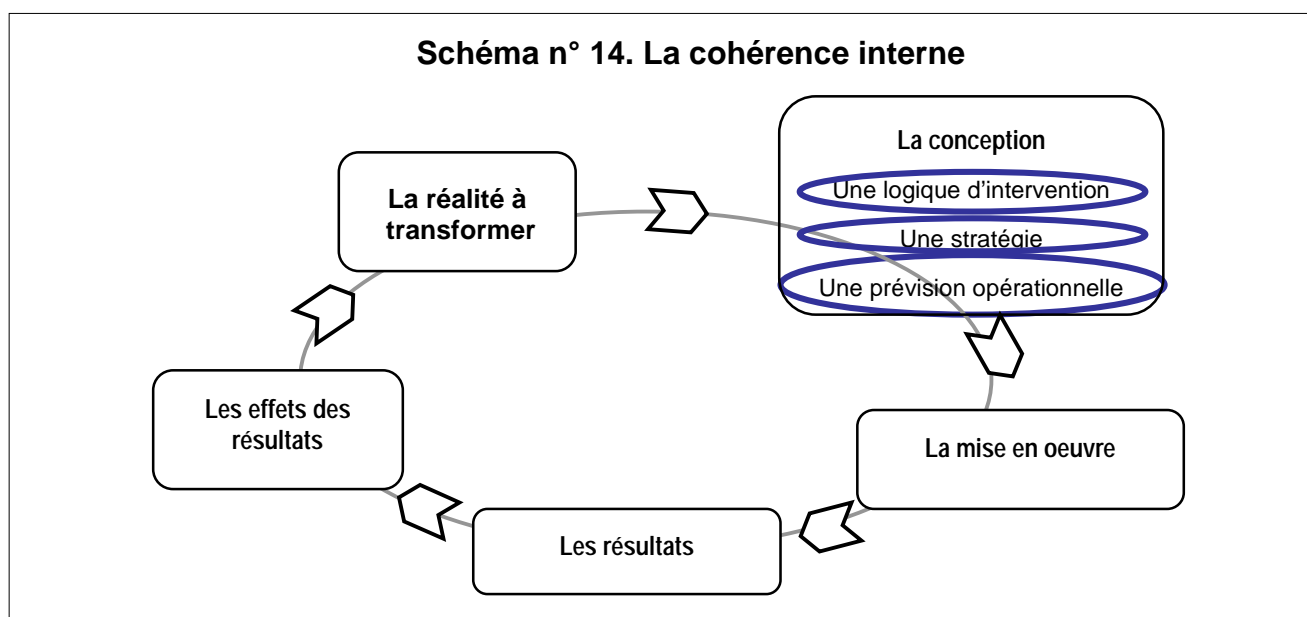 Schéma n° 14. La cohérence interne
La conception
Une logique d'intervention
Une stratégie
Une prévision opérationnelle
La réalité à
transformer
Les effets des
résultats
La mise en oeuvre
Les résultats